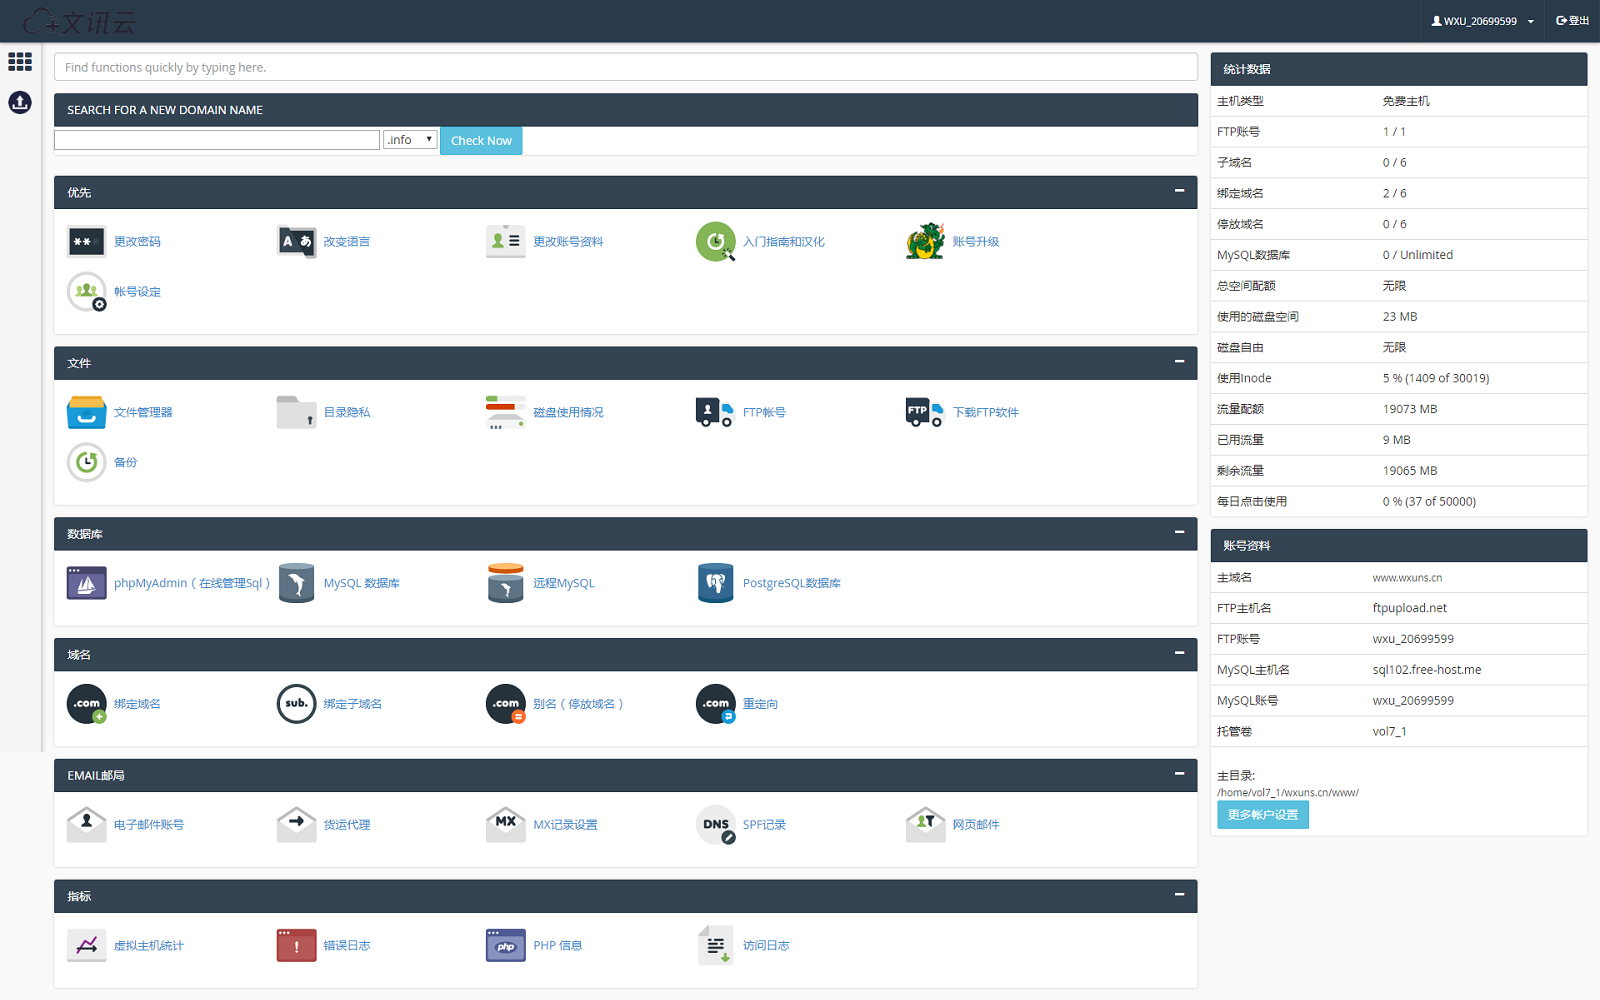 文讯云
WXU_20699599
登出
Find functions quickly by typing here.
SEARCH FOR A NEW DOMAIN NAME
.info
Check Now
优先
更改密码
改变语言
更改账号资料
入门指南和汉化
账号升级
帐号设定
文件
文件管理器
目录隐私
磁盘使用情况
FTP帐号
FTP
下载FTP软件
备份
数据库
phpMyAdmin（在线管理Sql）
MySQL 数据库
远程MySQL
PostgreSQL数据库
域名
.com
绑定域名
sub.
绑定子域名
.com
别名（停放域名）
.com
重定向
EMAIL邮局
电子邮件账号
货运代理
MX
MX记录设置
DNS
SPF记录
网页邮件
指标
虚拟主机统计
错误日志
php
PHP 信息
访问日志
统计数据
主机类型 免费主机
FTP账号 1 / 1
子域名 0 / 6
绑定域名 2 / 6
停放域名 0 / 6
MySQL数据库 0 / Unlimited
总空间配额 无限
使用的磁盘空间 23 MB
磁盘自由 无限
使用Inode 5 % (1409 of 30019)
流量配额 19073 MB
已用流量 9 MB
剩余流量 19065 MB
每日点击使用 0 % (37 of 50000)
账号资料
主域名 www.wxuns.cn
FTP主机名 ftpupload.net
FTP账号 wxu_20699599
MySQL主机名 sql102.free-host.me
MySQL账号 wxu_20699599
托管卷 vol7_1
主目录:
/home/vol7_1/wxuns.cn/www/
更多帐户设置